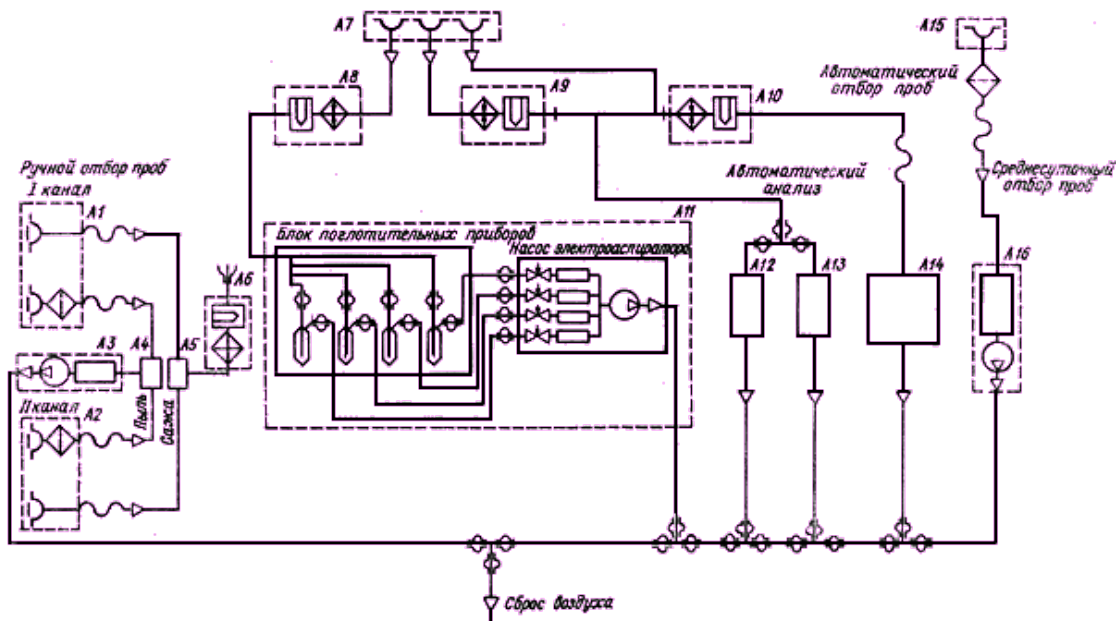 А7
А15
А8
А9
А10
Автоматический
отбор проб
Ручной отбор проб
I канал
А1
Автоматический
анализ
Среднесуточный
отбор проб
А11
Блок поглотительных приборов
Насос электроаспиратора
А6
А12
А13
А14
А16
А3
А4
А5
II канал
А2
Пыль
Сажа
Сброс воздуха